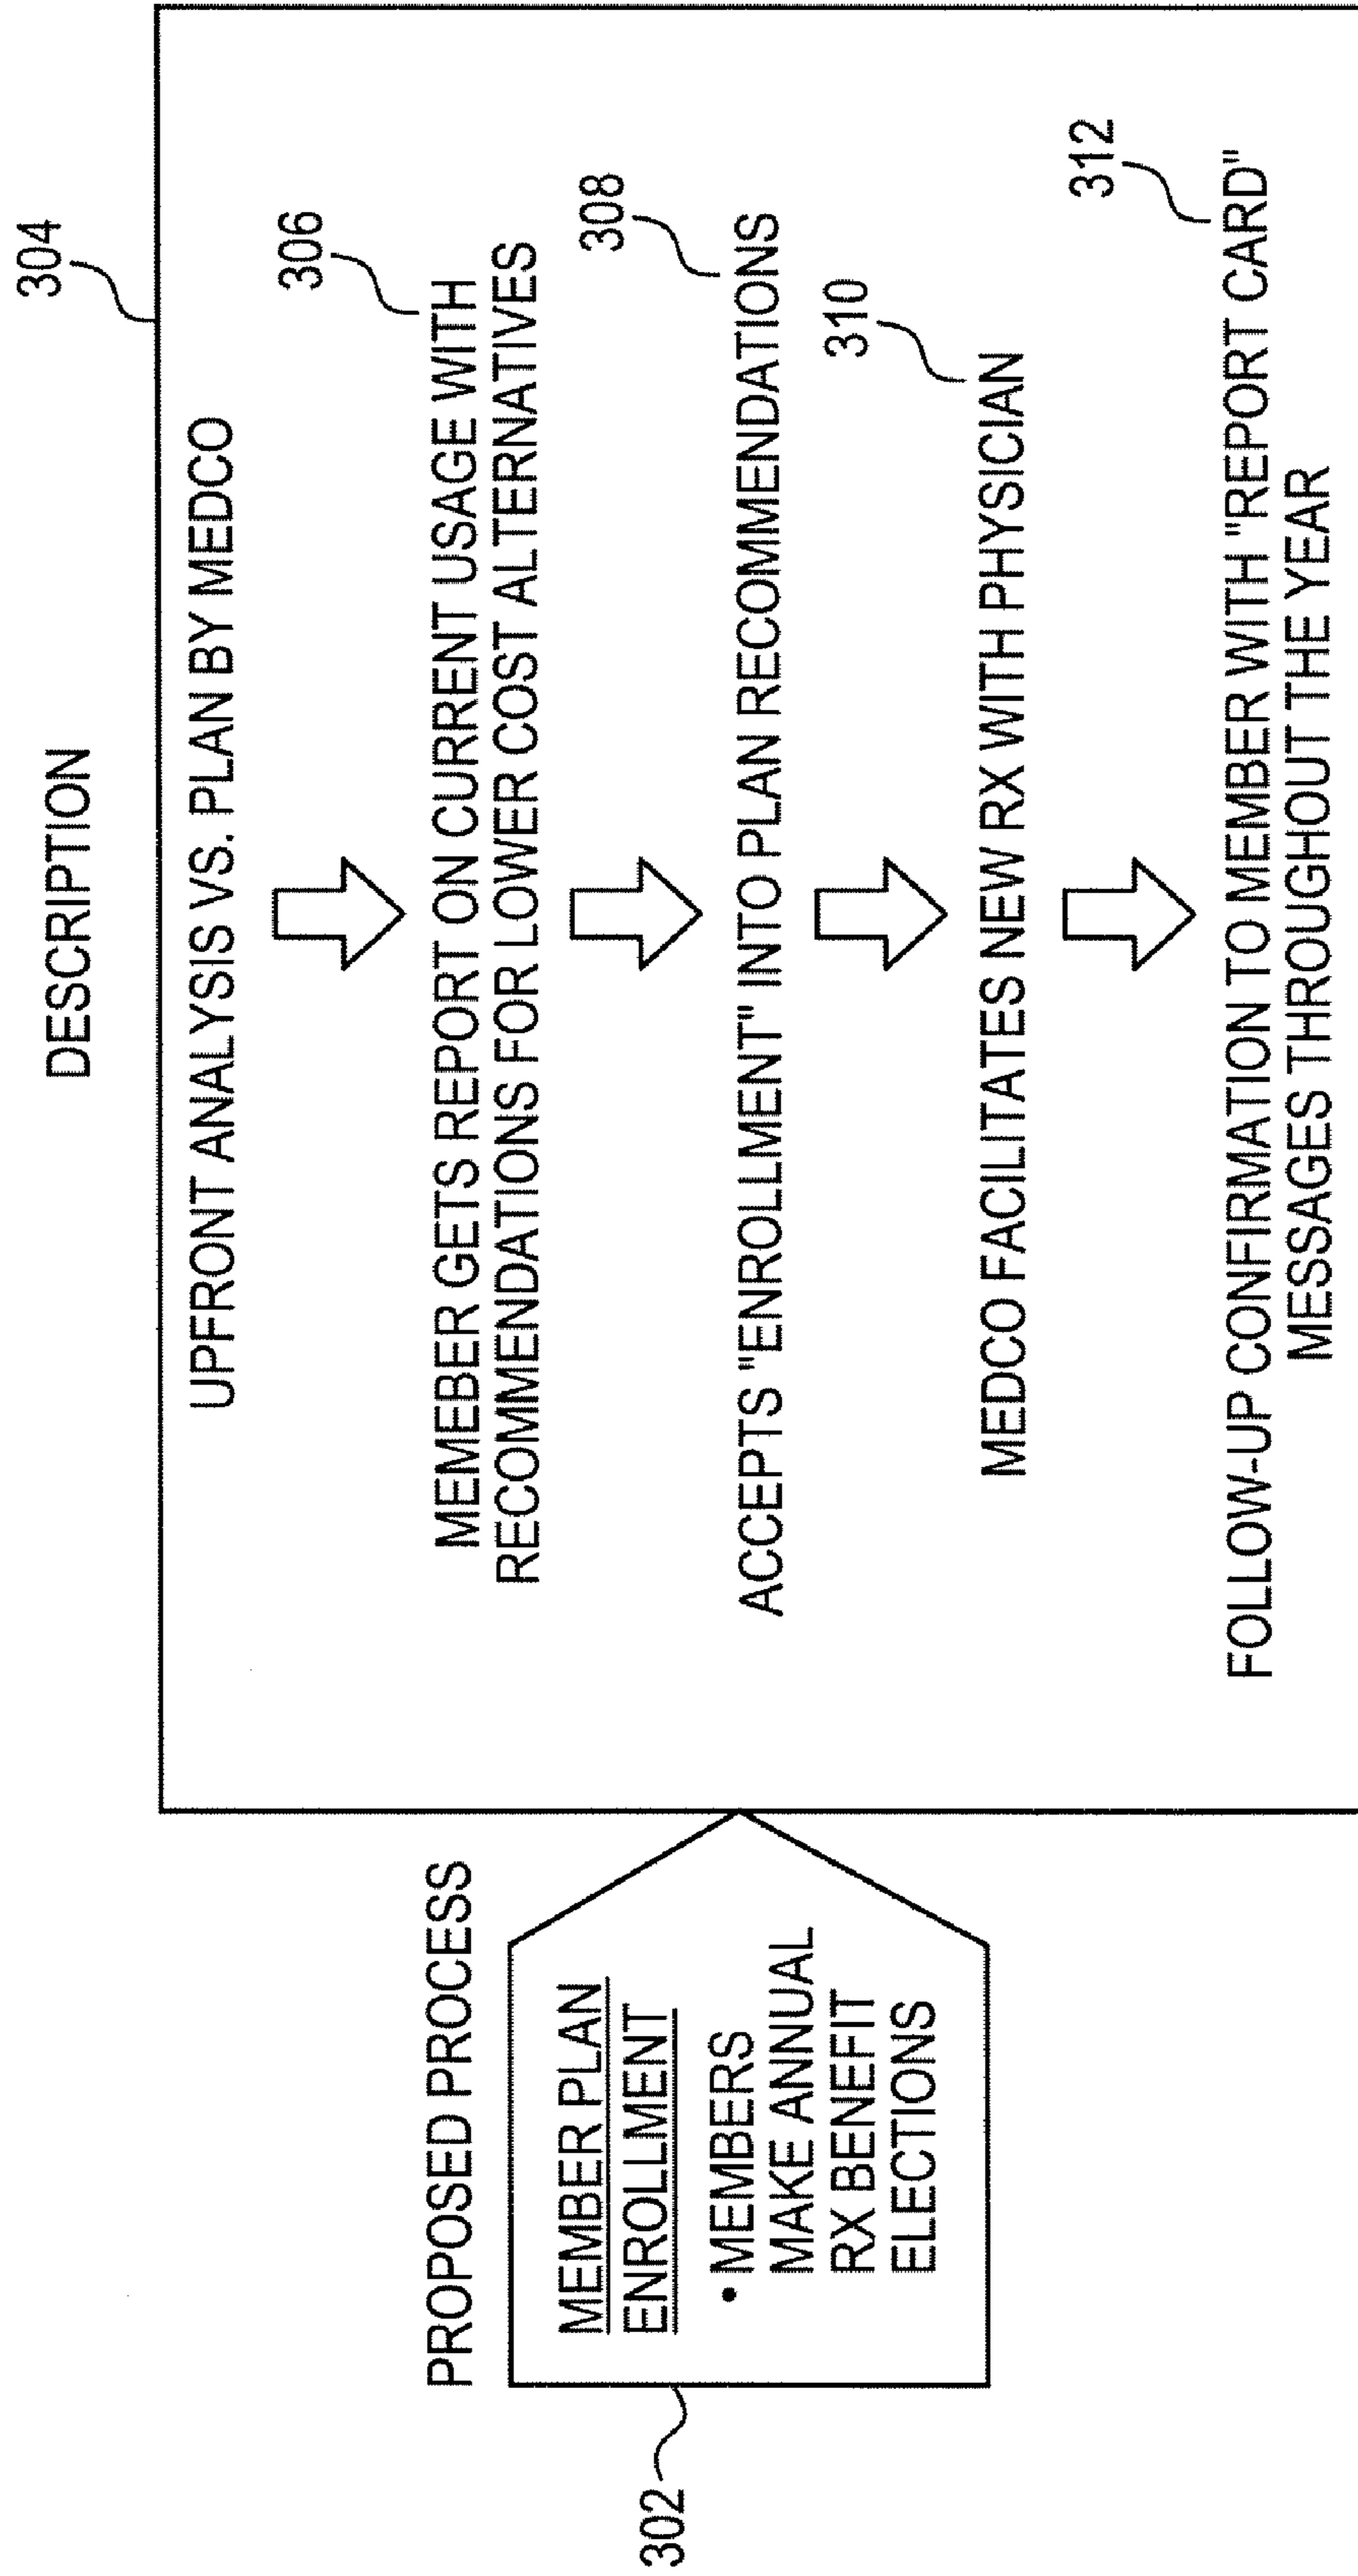 DESCRIPTION
304
UPFRONT ANALYSIS VS. PLAN BY MEDCO
306
MEMEBER GETS REPORT ON CURRENT USAGE WITH
RECOMMENDATIONS FOR LOWER COST ALTERNATIVES
308
ACCEPTS "ENROLLMENT" INTO PLAN RECOMMENDATIONS
310
MEDCO FACILITATES NEW RX WITH PHYSICIAN
312
FOLLOW-UP CONFIRMATION TO MEMBER WITH "REPORT CARD"
MESSAGES THROUGHOUT THE YEAR
PROPOSED PROCESS
302
MEMBER PLAN
ENROLLMENT
• MEMBERS
MAKE ANNUAL
RX BENEFIT
ELECTIONS